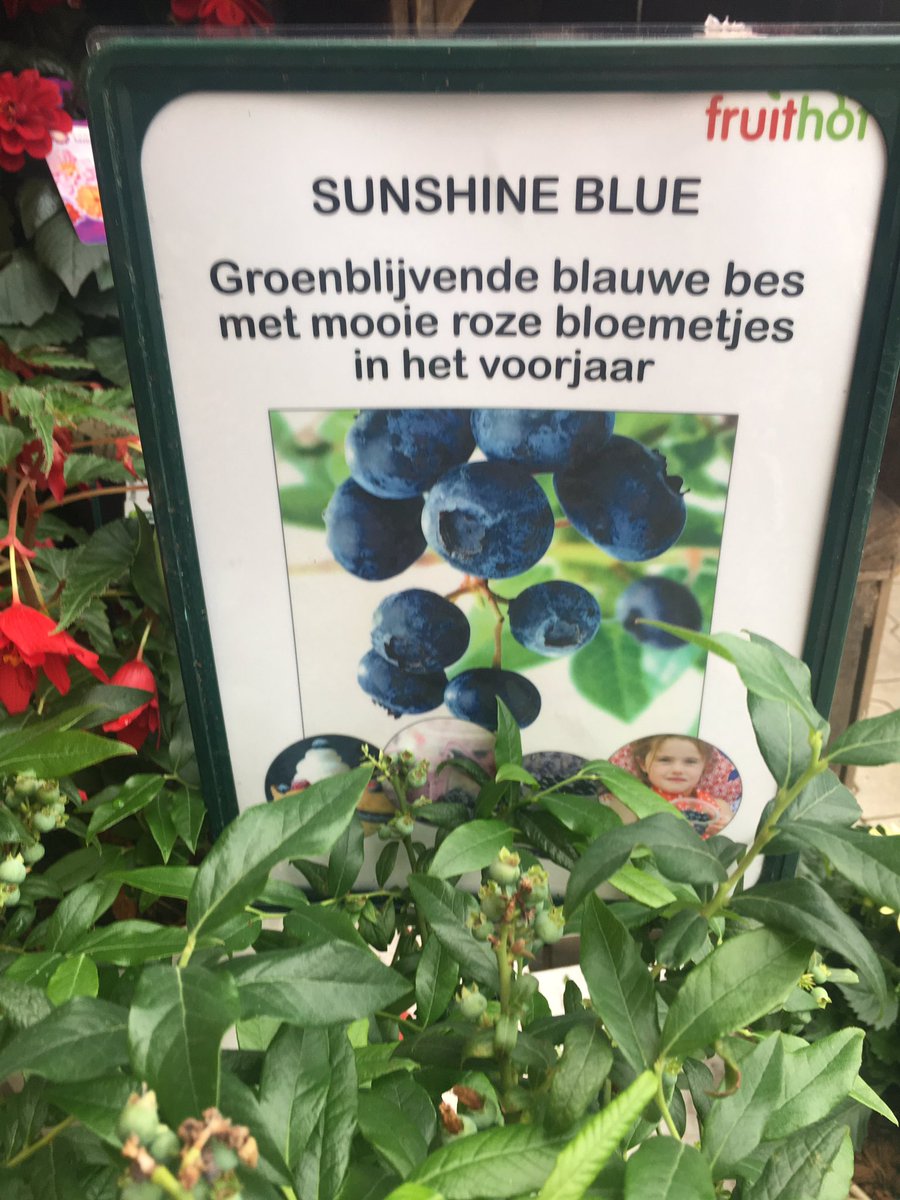 fruithof
SUNSHINE BLUE
Groenblijvende blauwe bes
met mooie roze bloemetjes
in het voorjaar